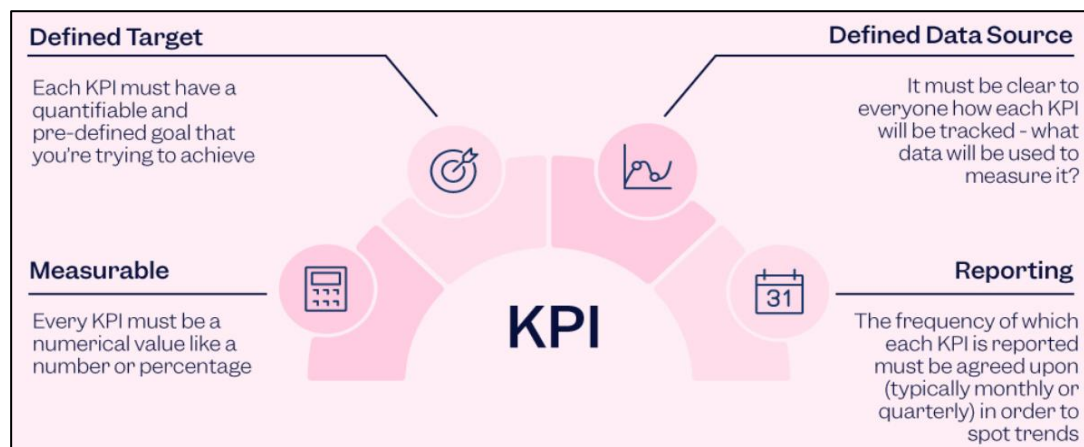 Defined Target
Each KPI must have a
quantifiable and
pre-defined goal that
you're trying to achieve
Defined Data Source
It must be clear to
everyone how each KPI
will be tracked - what
data will be used to
measure it?
Measurable
Every KPI must be a
numerical value like a
number or percentage
KPI
31
Reporting
The frequency of which
each KPI is reported
must be agreed upon
(typically monthly or
quarterly) in order to
spot trends